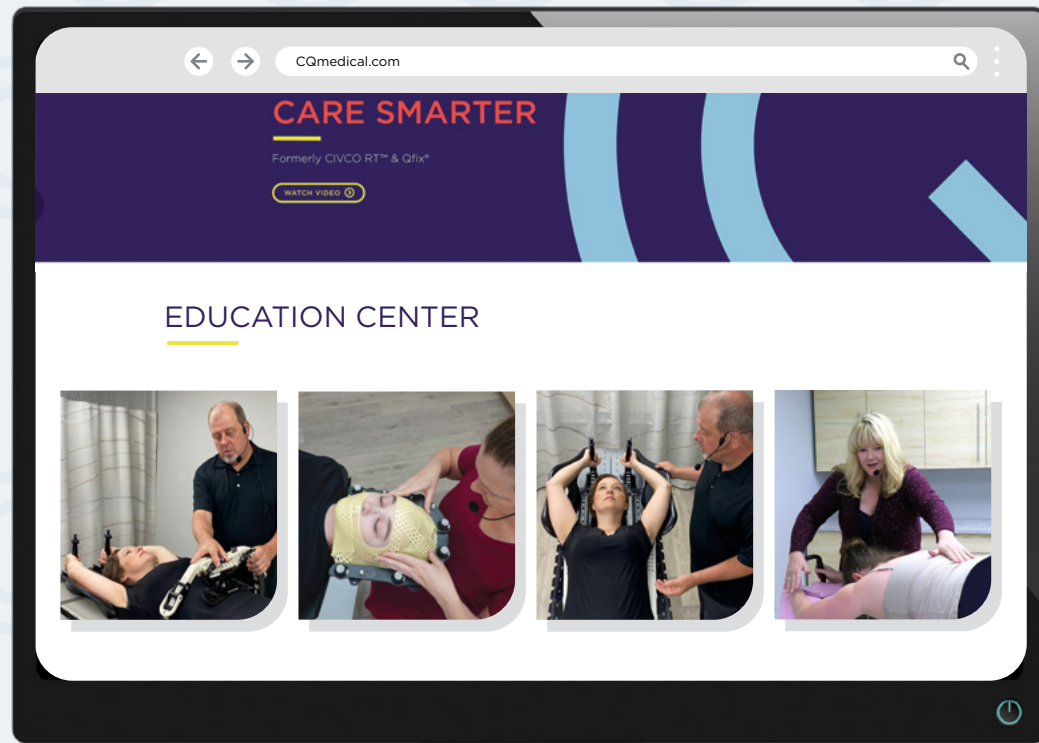 CQmedical.com
CARE SMARTER
Formerly CIVCO RT™ & Qfix®
WATCH VIDEO
EDUCATION CENTER